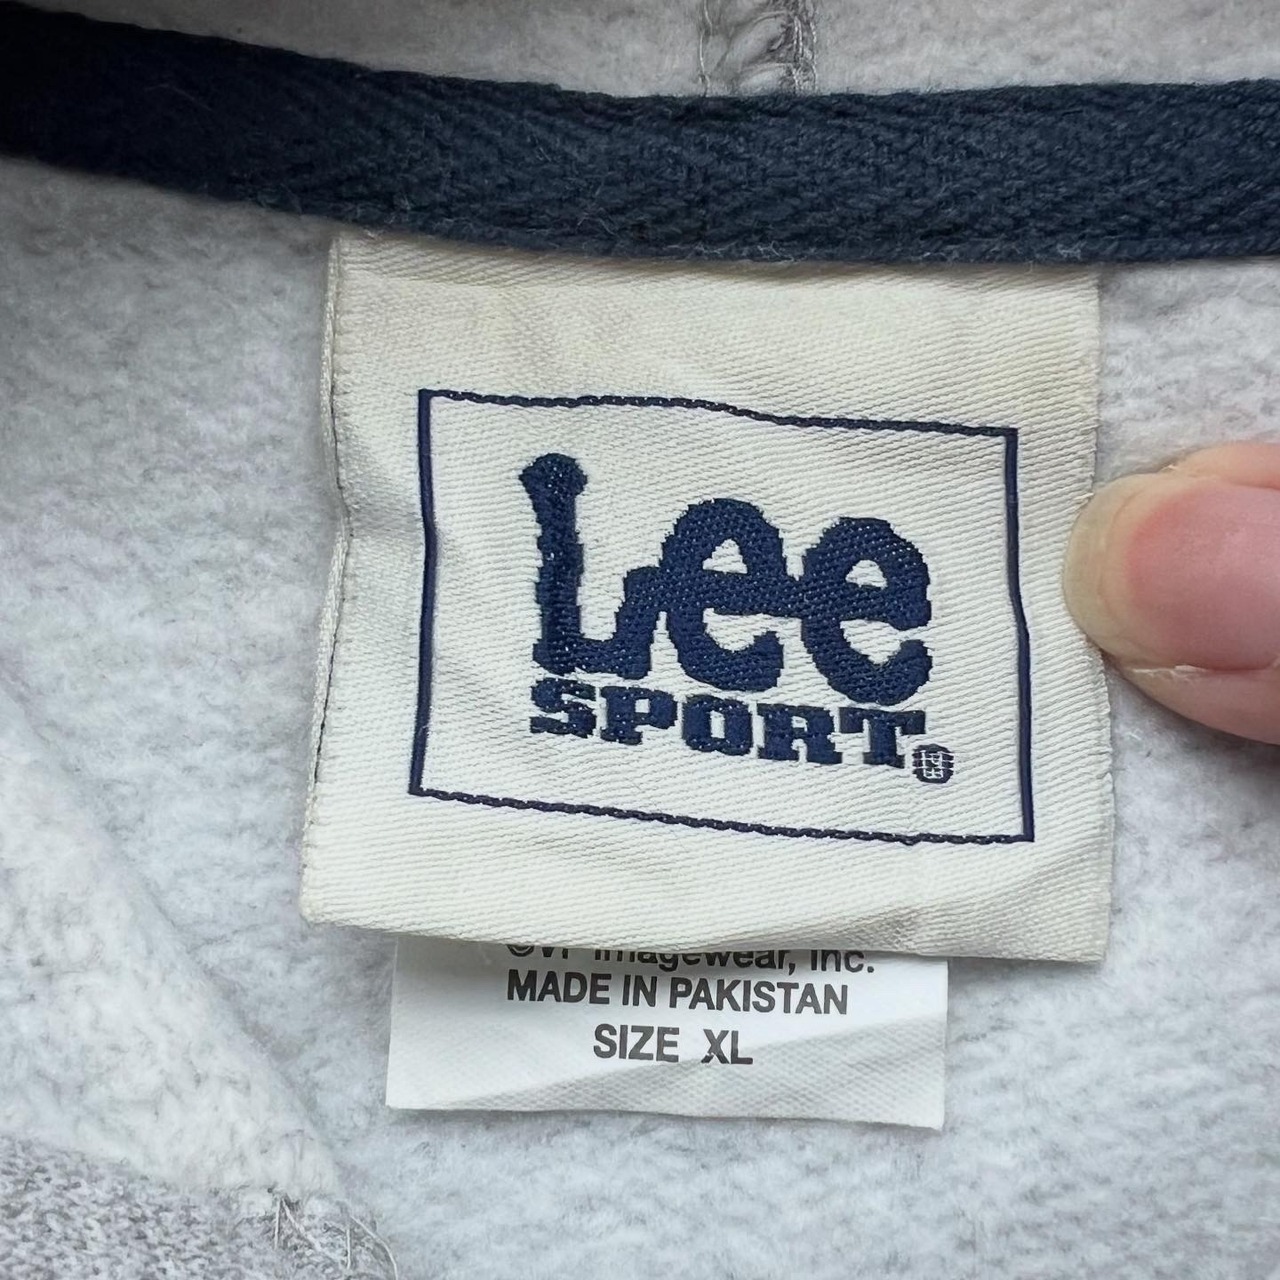 Lee
SPORT®
©VF Imagewear, Inc.
MADE IN PAKISTAN
SIZE XL